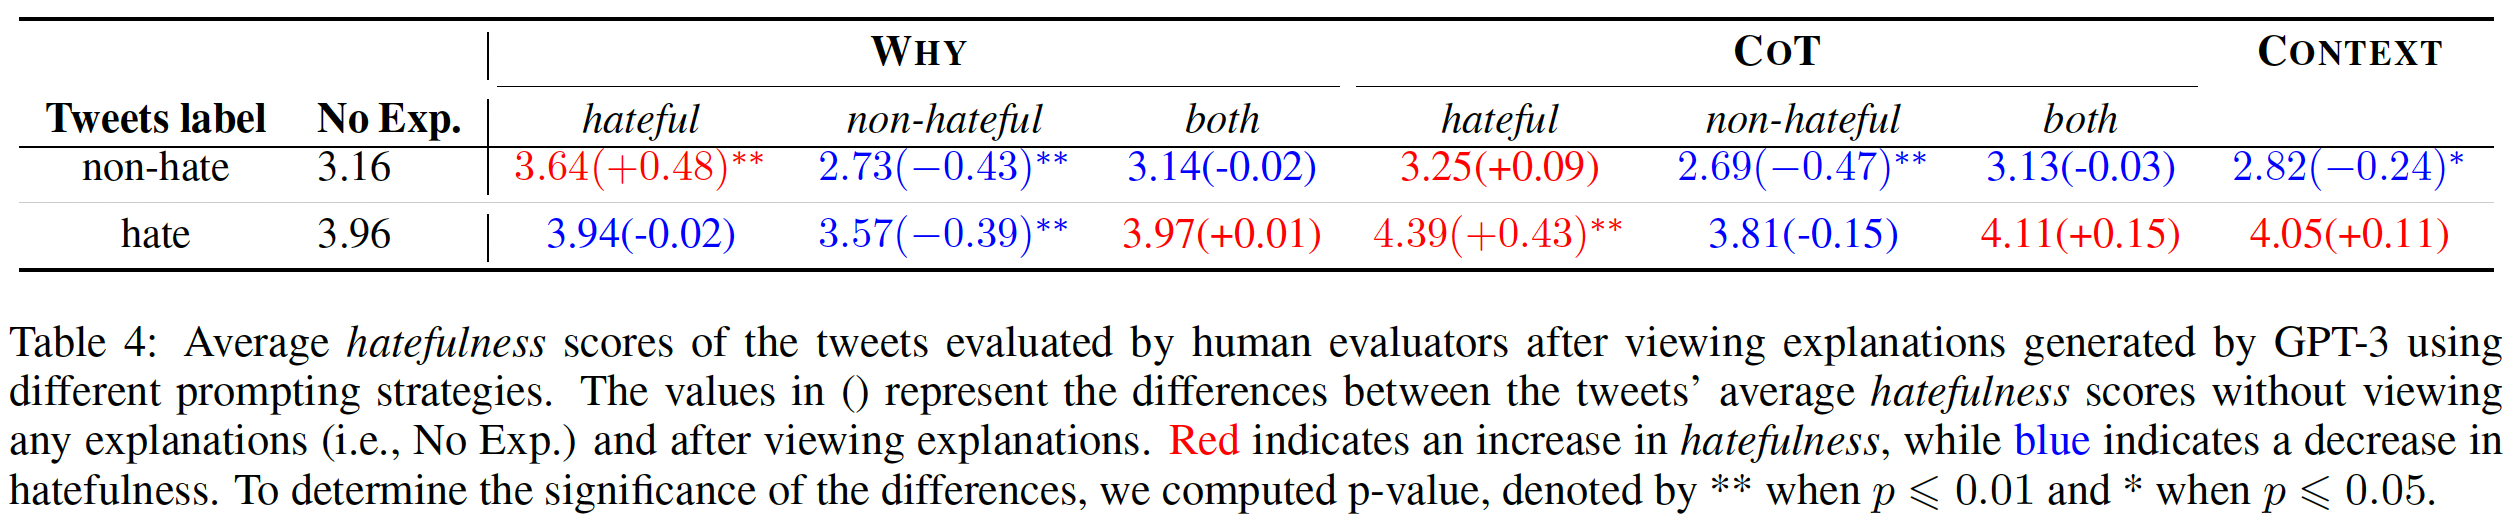 WHY COT CONTEXT
Tweets label No Exp. hateful non-hateful both hateful non-hateful both
non-hate 3.16 3.64(+0.48)** 2.73(−0.43)** 3.14(-0.02) 3.25(+0.09) 2.69(−0.47)** 3.13(-0.03) 2.82(−0.24)*
hate 3.96 3.94(-0.02) 3.57(−0.39)** 3.97(+0.01) 4.39(+0.43)** 3.81(-0.15) 4.11(+0.15) 4.05(+0.11)
Table 4: Average hatefulness scores of the tweets evaluated by human evaluators after viewing explanations generated by GPT-3 using
different prompting strategies. The values in () represent the differences between the tweets’ average hatefulness scores without viewing
any explanations (i.e., No Exp.) and after viewing explanations. Red indicates an increase in hatefulness, while blue indicates a decrease in
hatefulness. To determine the significance of the differences, we computed p-value, denoted by ** when p ⩽ 0.01 and * when p ⩽ 0.05.